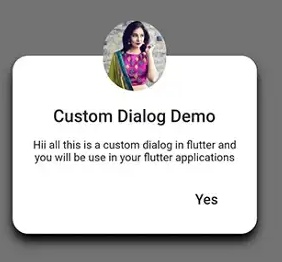 Custom Dialog Demo
Hii all this is a custom dialog in flutter and
you will be use in your flutter applications
Yes